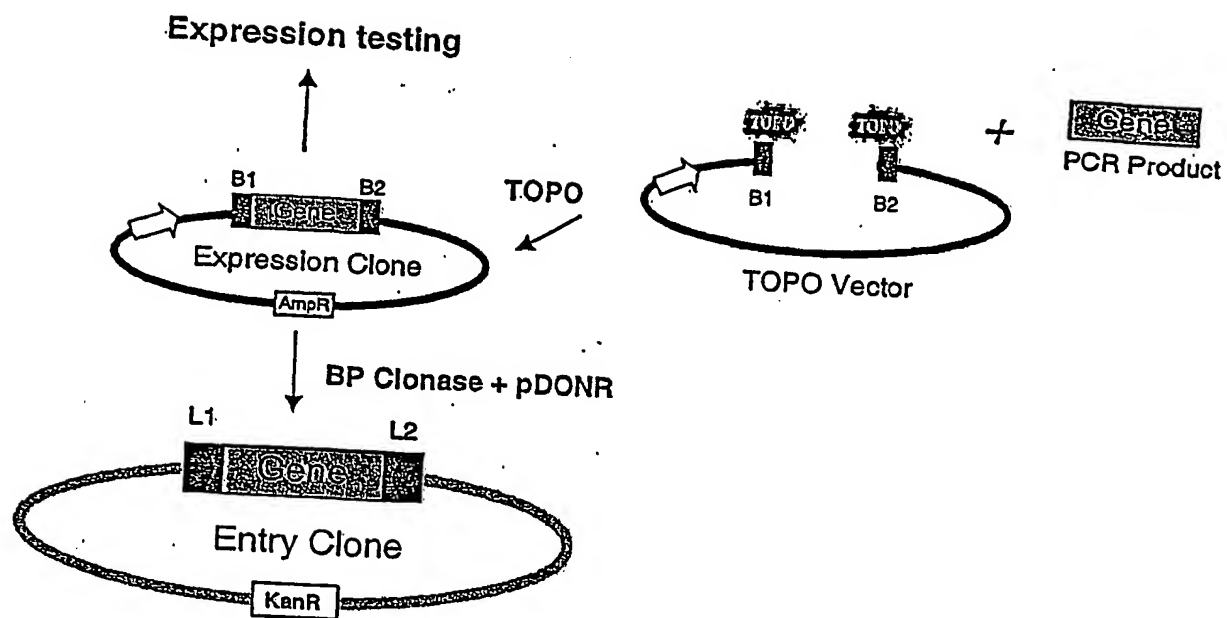 Expression testing
B1
Gene
B2
Expression Clone
AmpR
TOPO
TOPO
TOPO
B1
B2
TOPO Vector
+
Gene
PCR Product
BP Clonase + pDONR
L1
Gene
L2
Entry Clone
KanR